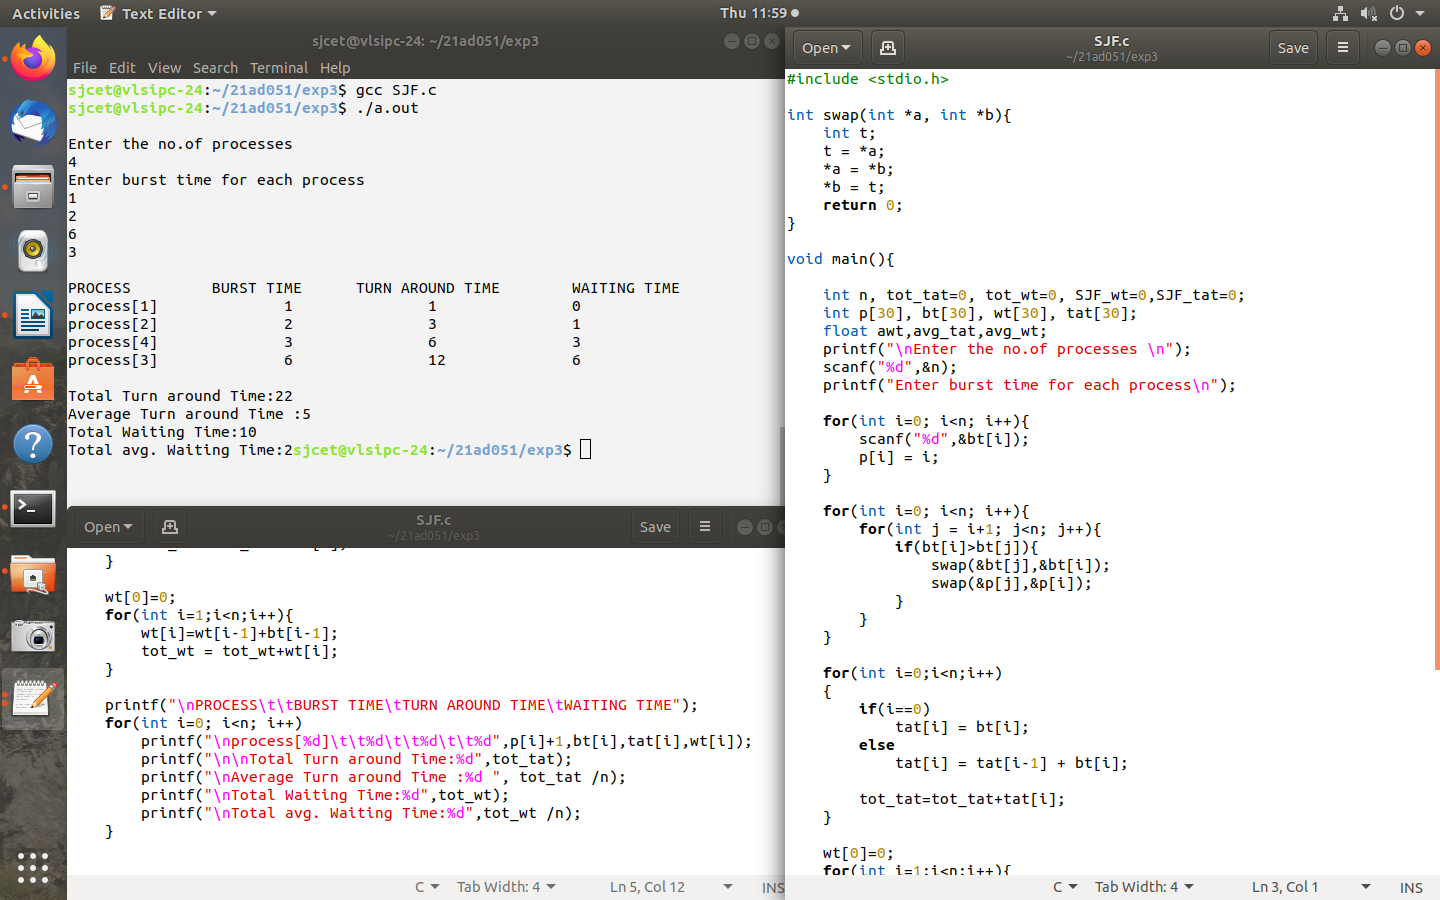 Activities Text Editor Thu 11:59
sjcet@vlsipc-24: ~/21ad051/exp3
File Edit View Search Terminal Help
sjcet@vlsipc-24:~/21ad051/exp3$ gcc SJF.c
sjcet@vlsipc-24:~/21ad051/exp3$ ./a.out
Enter the no.of processes
4
Enter burst time for each process
1
2
6
3
PROCESS BURST TIME TURN AROUND TIME WAITING TIME
process[1] 1 1 0
process[2] 2 3 1
process[4] 3 6 3
process[3] 6 12 6
Total Turn around Time:22
Average Turn around Time :5
Total Waiting Time:10
Total avg. Waiting Time:2sjcet@vlsipc-24:~/21ad051/exp3$
Open SJF.c Save
~/21ad051/exp3
}
wt[0]=0;
for(int i=1;i<n;i++){
wt[i]=wt[i-1]+bt[i-1];
tot_wt = tot_wt+wt[i];
}
printf("\nPROCESS\t\tBURST TIME\tTURN AROUND TIME\tWAITING TIME");
for(int i=0; i<n; i++)
printf("\nprocess[%d]\t\t%d\t\t%d\t\t%d",p[i]+1,bt[i],tat[i],wt[i]);
printf("\n\nTotal Turn around Time:%d",tot_tat);
printf("\nAverage Turn around Time :%d ", tot_tat /n);
printf("\nTotal Waiting Time:%d",tot_wt);
printf("\nTotal avg. Waiting Time:%d",tot_wt /n);
}
C Tab Width: 4 Ln 5, Col 12 INS
Open SJF.c Save
~/21ad051/exp3
#include <stdio.h>
int swap(int *a, int *b){
int t;
t = *a;
*a = *b;
*b = t;
return 0;
}
void main(){
int n, tot_tat=0, tot_wt=0, SJF_wt=0,SJF_tat=0;
int p[30], bt[30], wt[30], tat[30];
float awt,avg_tat,avg_wt;
printf("\nEnter the no.of processes \n");
scanf("%d",&n);
printf("Enter burst time for each process\n");
for(int i=0; i<n; i++){
scanf("%d",&bt[i]);
p[i] = i;
}
for(int i=0; i<n; i++){
for(int j = i+1; j<n; j++){
if(bt[i]>bt[j]){
swap(&bt[j],&bt[i]);
swap(&p[j],&p[i]);
}
}
}
for(int i=0;i<n;i++)
{
if(i==0)
tat[i] = bt[i];
else
tat[i] = tat[i-1] + bt[i];
tot_tat=tot_tat+tat[i];
}
wt[0]=0;
for(int i=1;i<n;i++){
C Tab Width: 4 Ln 3, Col 1 INS